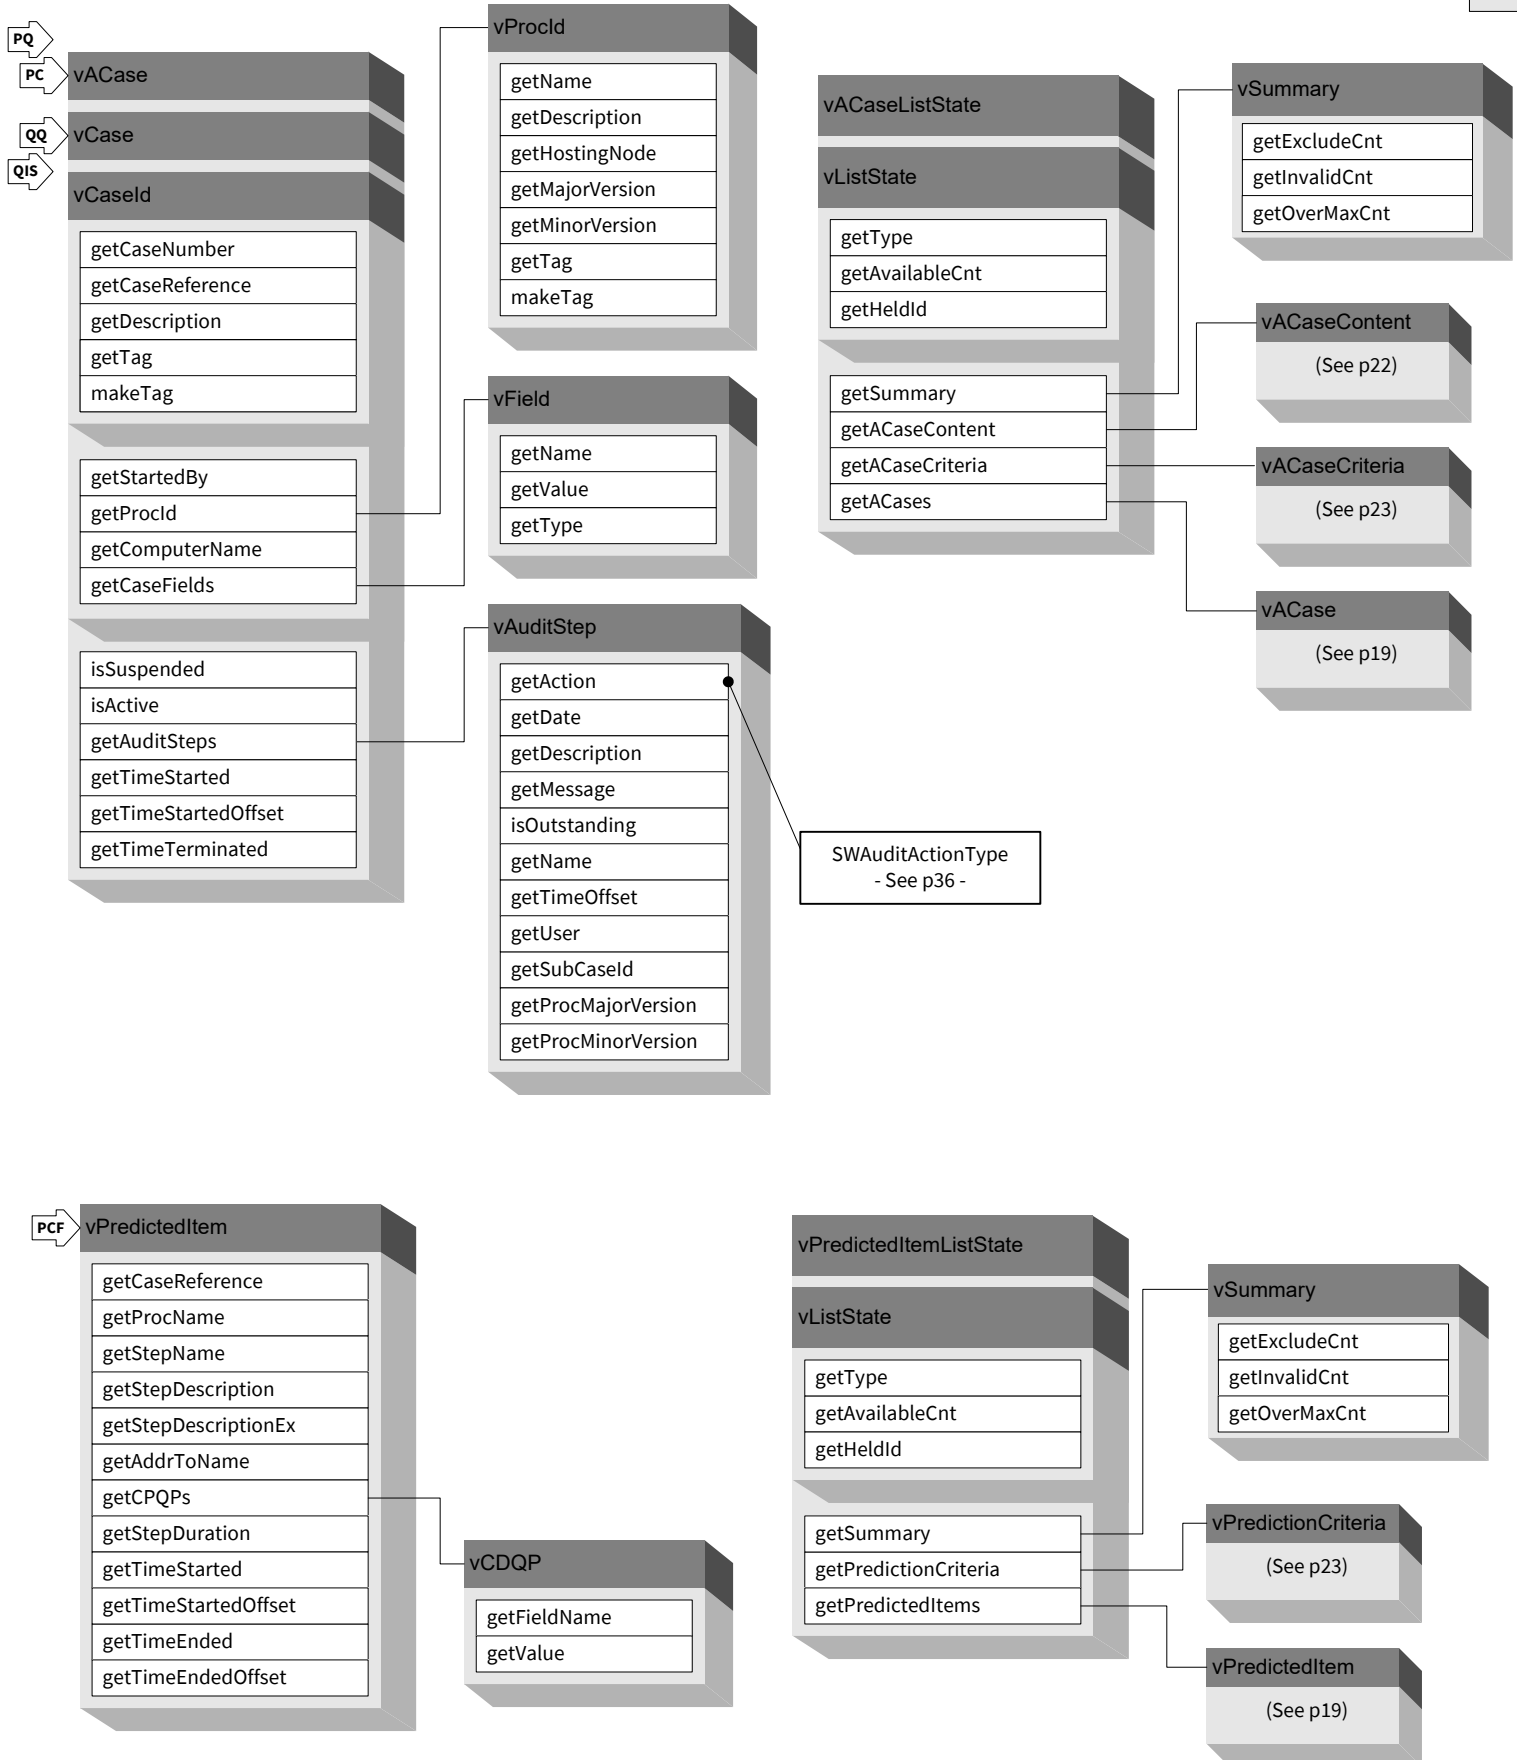 PQ
PC
vACase
QQ
vCase
QIS
vCaseId
getCaseNumber
getCaseReference
getDescription
getTag
makeTag
getStartedBy
getProcId
getComputerName
getCaseFields
isSuspended
isActive
getAuditSteps
getTimeStarted
getTimeStartedOffset
getTimeTerminated
vProcId
getName
getDescription
getHostingNode
getMajorVersion
getMinorVersion
getTag
makeTag
vField
getName
getValue
getType
vAuditStep
getAction
getDate
getDescription
getMessage
isOutstanding
getName
getTimeOffset
getUser
getSubCaseId
getProcMajorVersion
getProcMinorVersion
SWAuditActionType
- See p36 -
vACaseListState
vListState
getType
getAvailableCnt
getHeldId
getSummary
getACaseContent
getACaseCriteria
getACases
vSummary
getExcludeCnt
getInvalidCnt
getOverMaxCnt
vACaseContent
(See p22)
vACaseCriteria
(See p23)
vACase
(See p19)
PCF
vPredictedItem
getCaseReference
getProcName
getStepName
getStepDescription
getStepDescriptionEx
getAddrToName
getCPQPs
getStepDuration
getTimeStarted
getTimeStartedOffset
getTimeEnded
getTimeEndedOffset
vCDQP
getFieldName
getValue
vPredictedItemListState
vListState
getType
getAvailableCnt
getHeldId
getSummary
getPredictionCriteria
getPredictedItems
vSummary
getExcludeCnt
getInvalidCnt
getOverMaxCnt
vPredictionCriteria
(See p23)
vPredictedItem
(See p19)